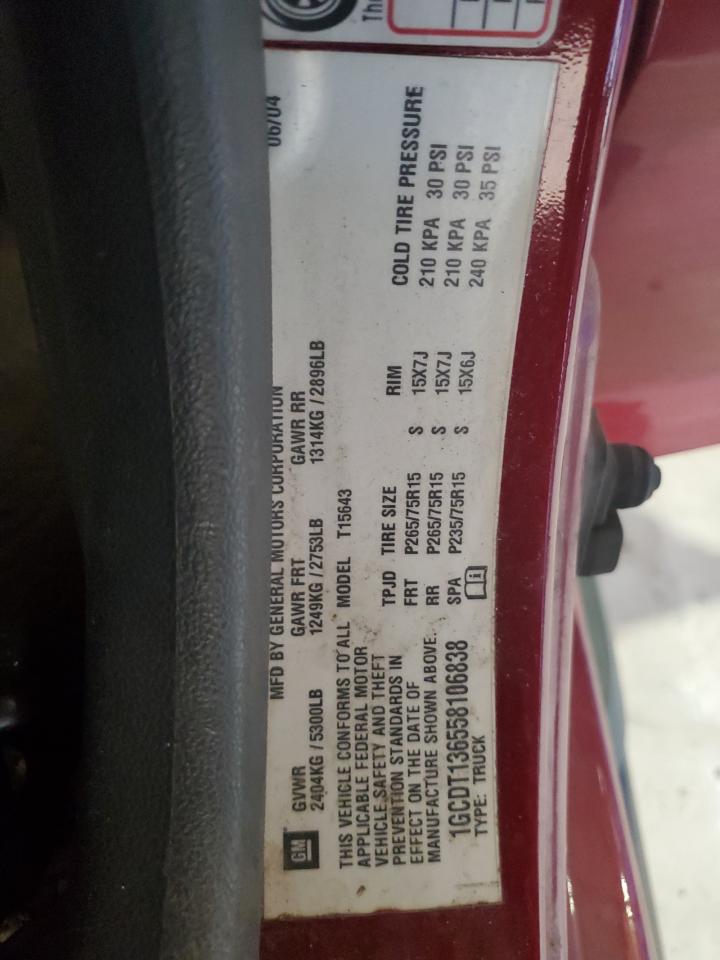 The
MFD BY GENERAL MOTORS CORPORATION 06/04
GVWR GAWR FRT GAWR RR
2404KG / 5300LB 1249KG / 2753LB 1314KG / 2896LB
GM
THIS VEHICLE CONFORMS TO ALL MODEL T15643
APPLICABLE FEDERAL MOTOR
VEHICLE SAFETY AND THEFT
PREVENTION STANDARDS IN
EFFECT ON THE DATE OF
MANUFACTURE SHOWN ABOVE.
TPJD TIRE SIZE RIM COLD TIRE PRESSURE
FRT P265/75R15 S 15X7J 210 KPA 30 PSI
RR P265/75R15 S 15X7J 210 KPA 30 PSI
SPA P235/75R15 S 15X6J 240 KPA 35 PSI
1GCDT136558106838
TYPE: TRUCK